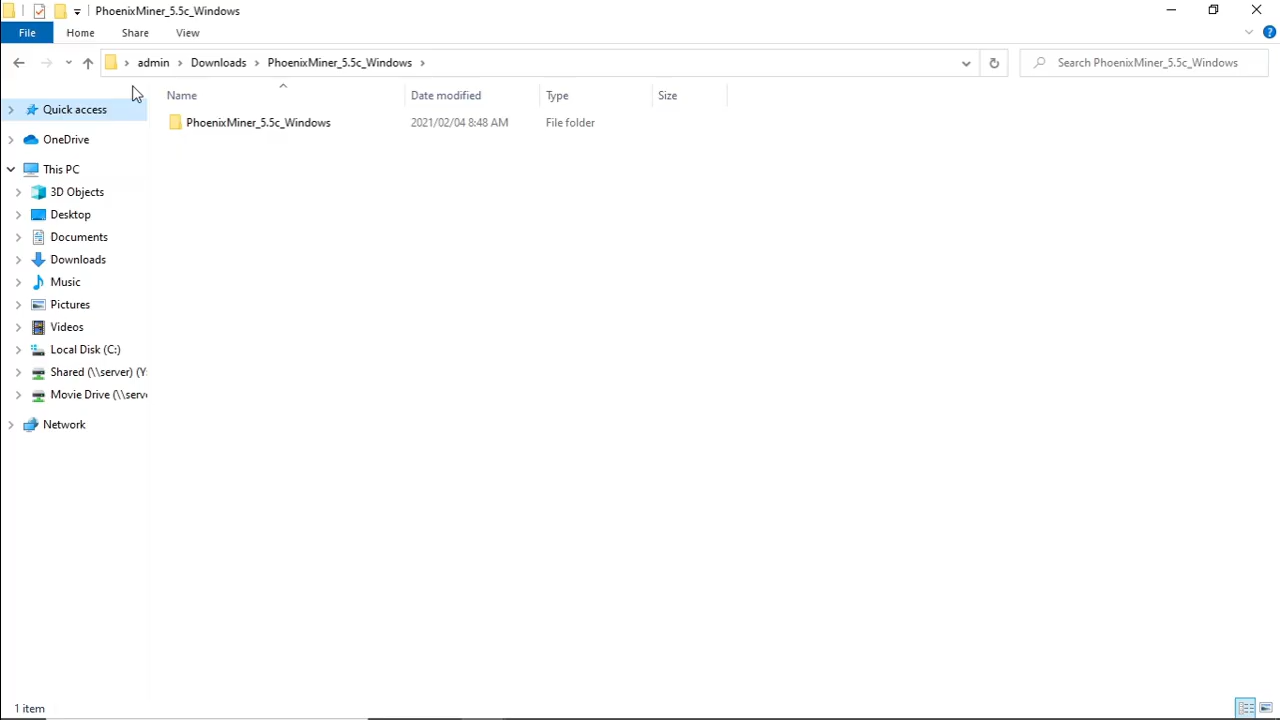 PhoenixMiner_5.5c_Windows
File Home Share View
admin Downloads PhoenixMiner_5.5c_Windows Search PhoenixMiner_5.5c_Windows
Name Date modified Type Size
PhoenixMiner_5.5c_Windows 2021/02/04 8:48 AM File folder
Quick access
OneDrive
This PC
3D Objects
Desktop
Documents
Downloads
Music
Pictures
Videos
Local Disk (C:)
Shared (\\server) (Y:
Movie Drive (\\serve
Network
1 item